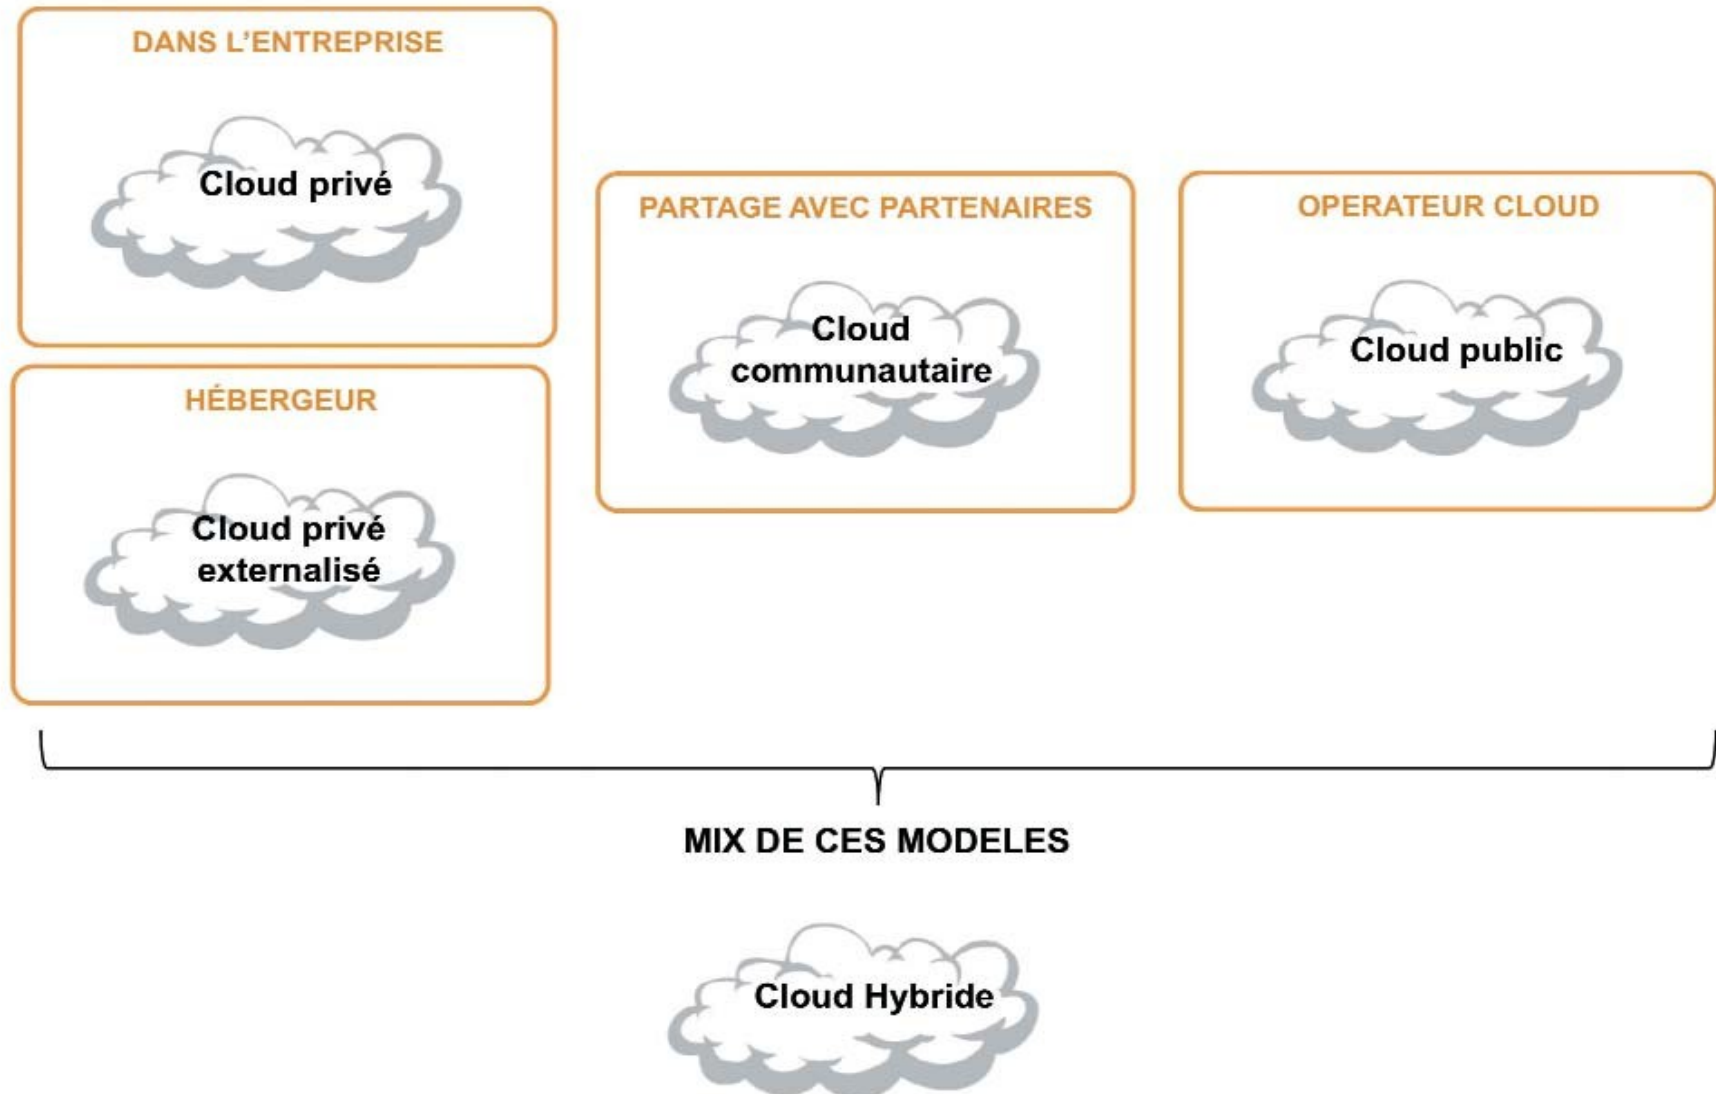 DANS L'ENTREPRISE
Cloud privé
HÉBERGEUR
Cloud privé
externalisé
PARTAGE AVEC PARTENAIRES
Cloud
communautaire
OPERATEUR CLOUD
Cloud public
MIX DE CES MODELES
Cloud Hybride